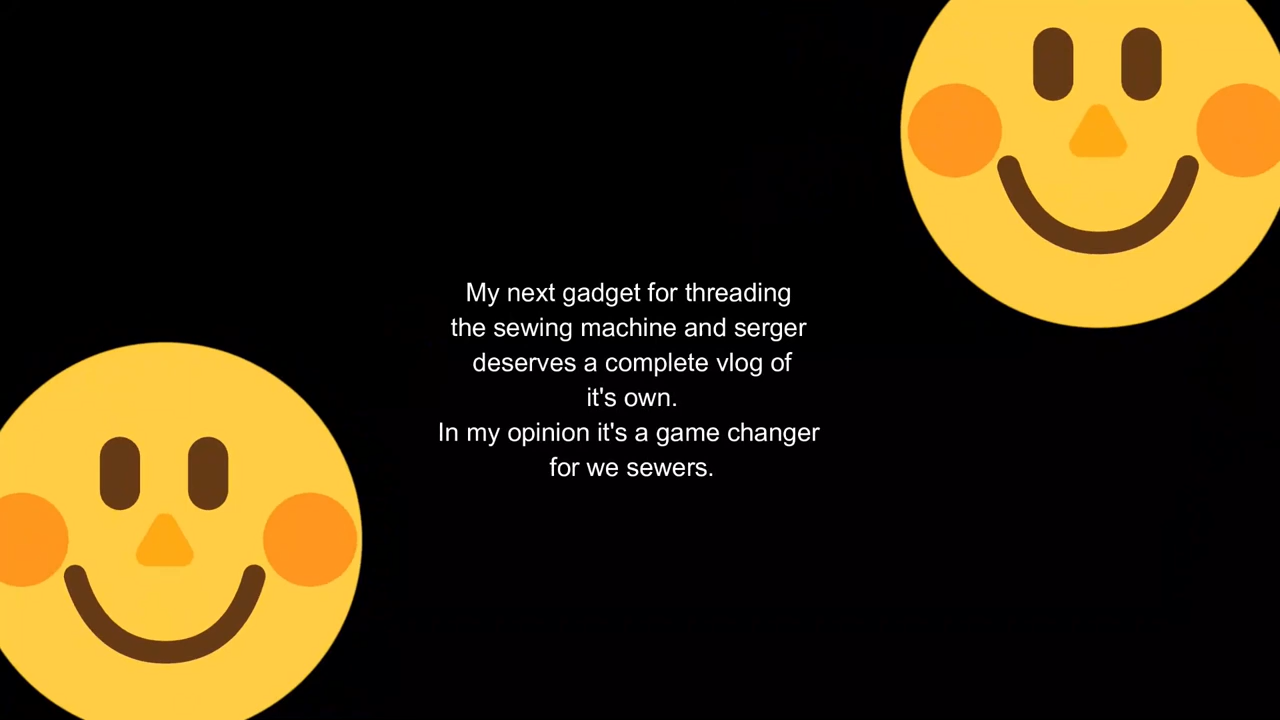 My next gadget for threading
the sewing machine and serger
deserves a complete vlog of
it's own.
In my opinion it's a game changer
for we sewers.